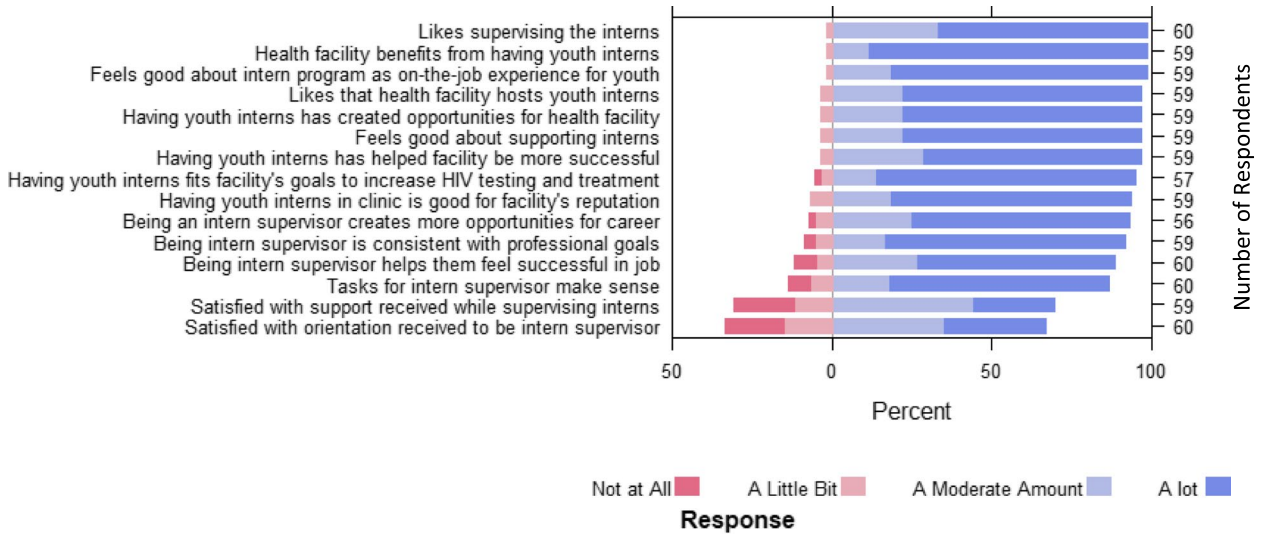 Likes supervising the interns 60
Health facility benefits from having youth interns 59
Feels good about intern program as on-the-job experience for youth 59
Likes that health facility hosts youth interns 59
Having youth interns has created opportunities for health facility 59
Feels good about supporting interns 59
Having youth interns has helped facility be more successful 59
Having youth interns fits facility's goals to increase HIV testing and treatment 57
Having youth interns in clinic is good for facility's reputation 59
Being an intern supervisor creates more opportunities for career 56
Being intern supervisor is consistent with professional goals 59
Being intern supervisor helps them feel successful in job 60
Tasks for intern supervisor make sense 60
Satisfied with support received while supervising interns 59
Satisfied with orientation received to be intern supervisor 60
Number of Respondents
50 0 50 100
Percent
Not at All A Little Bit A Moderate Amount A lot
Response